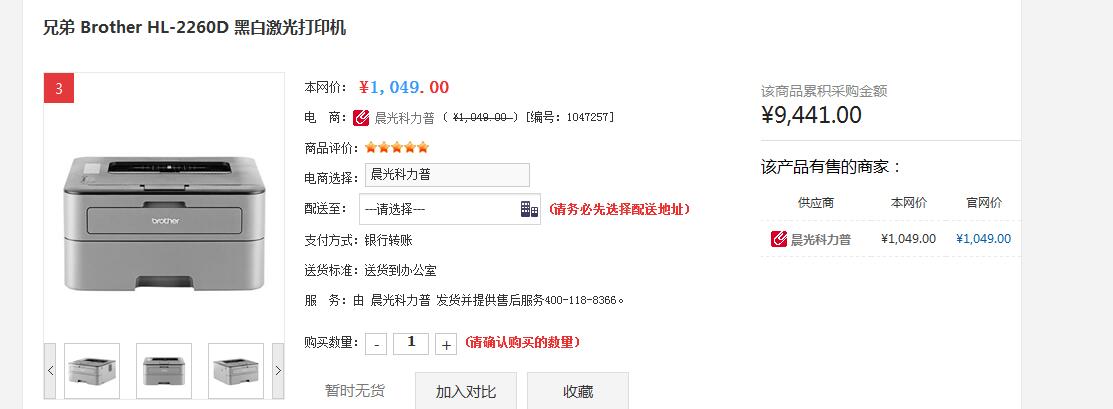 兄弟 Brother HL-2260D 黑白激光打印机
3
brother
本网价： ¥1,049.00
电　商： 晨光科力普 ( ¥1,049.00 ) [编号：1047257]
商品评价：
电商选择： 晨光科力普
配送至： ---请选择--- (请务必先选择配送地址)
支付方式： 银行转账
送货标准： 送货到办公室
服　务： 由 晨光科力普 发货并提供售后服务400-118-8366。
购买数量： - 1 + (请确认购买的数量)
暂时无货 加入对比 收藏
该商品累积采购金额
¥9,441.00
该产品有售的商家：
供应商 本网价 官网价
晨光科力普 ¥1,049.00 ¥1,049.00